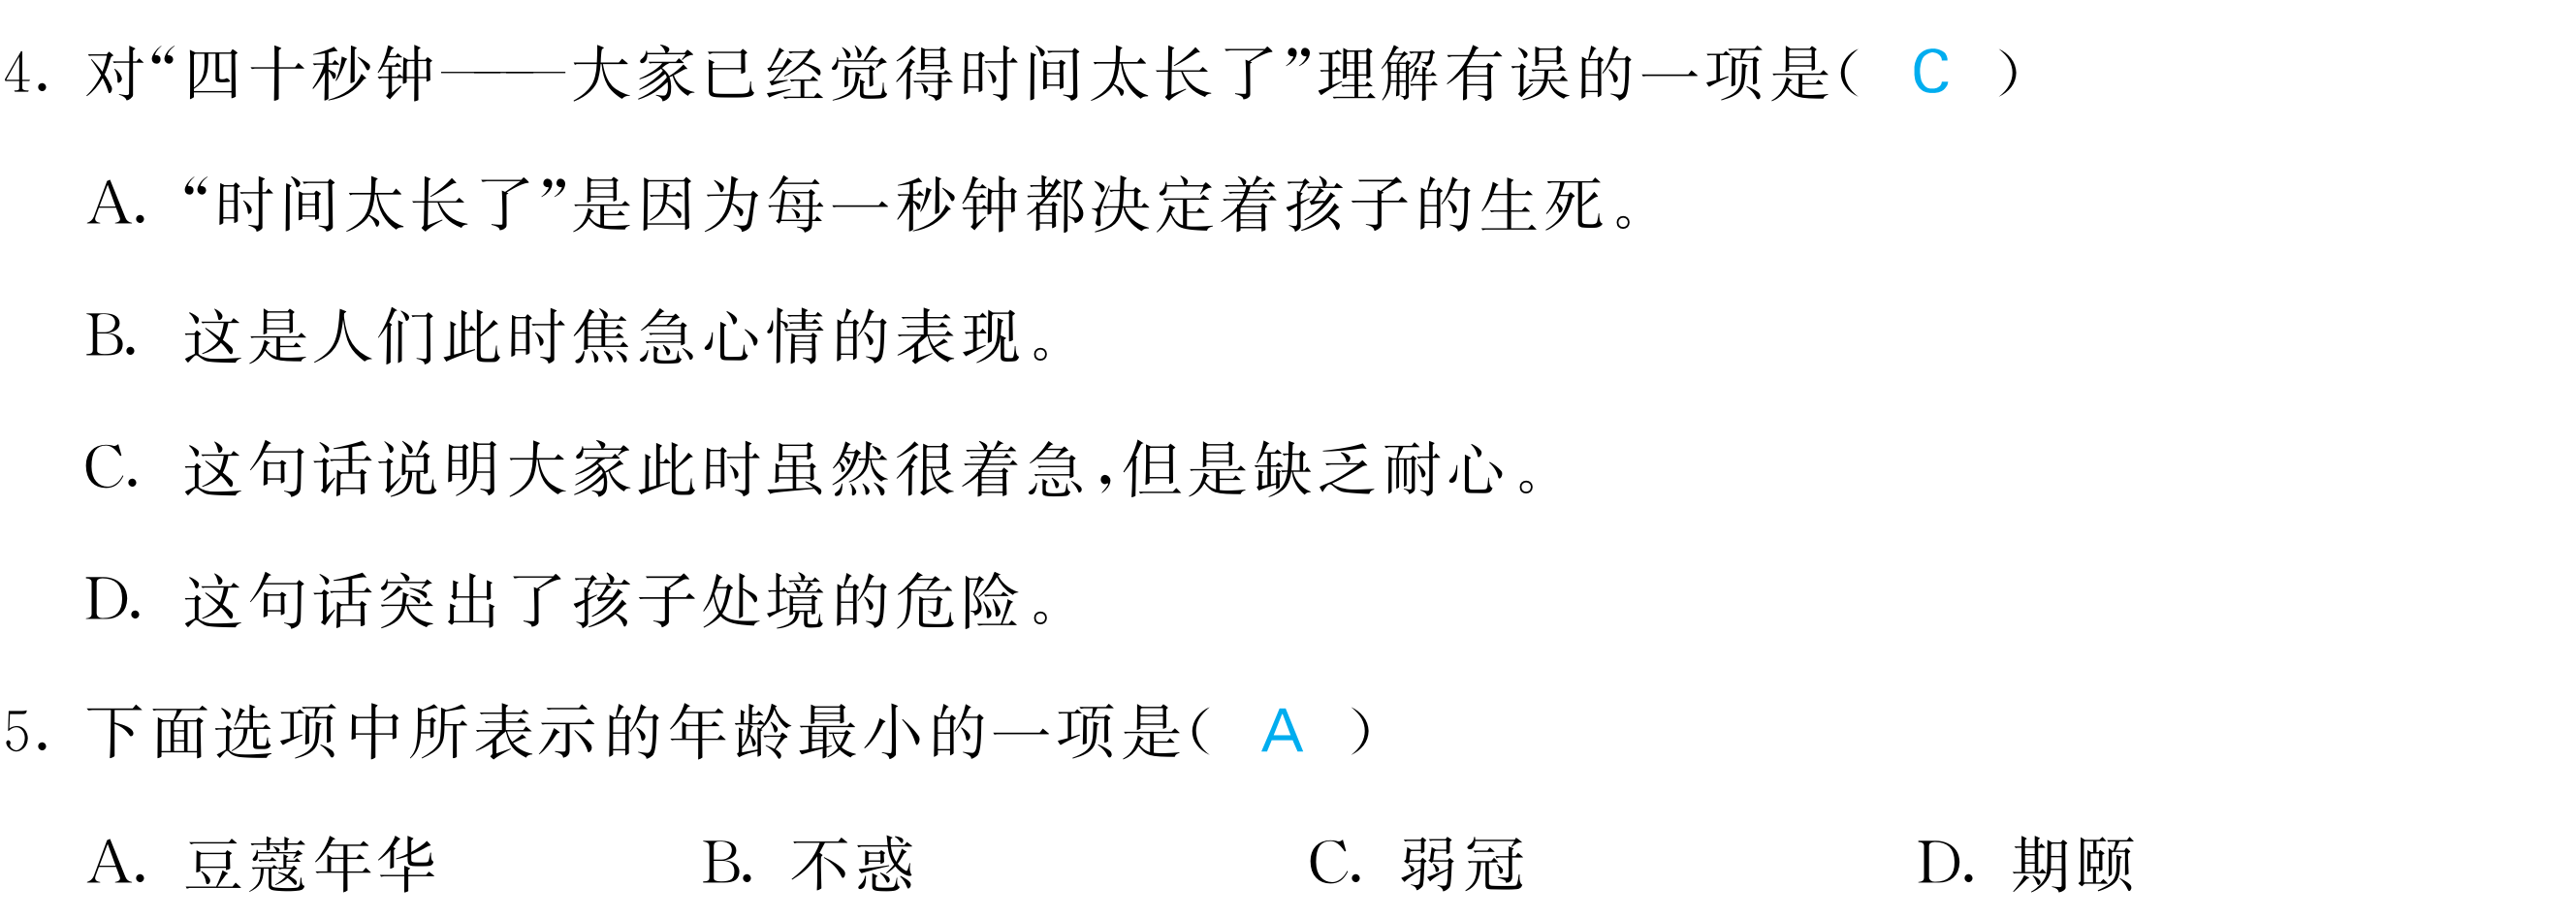 4. 对“四十秒钟——大家已经觉得时间太长了”理解有误的一项是( C )
A. “时间太长了”是因为每一秒钟都决定着孩子的生死。
B. 这是人们此时焦急心情的表现。
C. 这句话说明大家此时虽然很着急,但是缺乏耐心。
D. 这句话突出了孩子处境的危险。
5. 下面选项中所表示的年龄最小的一项是( A )
A. 豆蔻年华 B. 不惑 C. 弱冠 D. 期颐